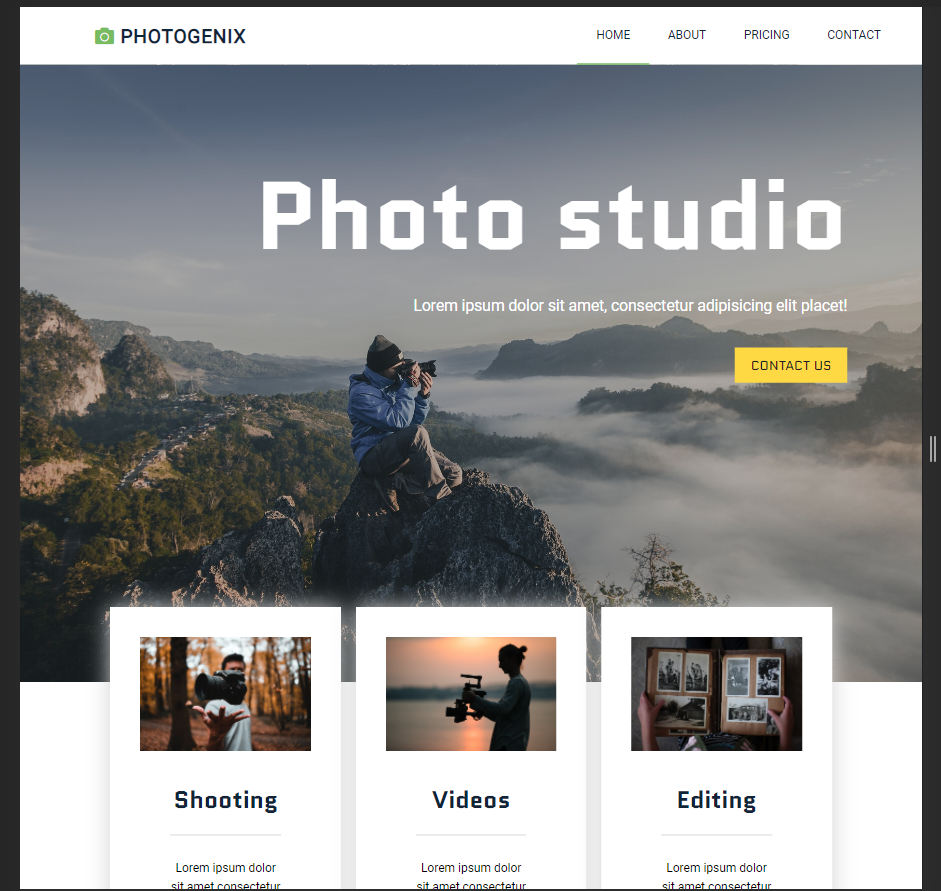 PHOTOGENIX
HOME ABOUT PRICING CONTACT
Photo studio
Lorem ipsum dolor sit amet, consectetur adipisicing elit placet!
CONTACT US
Shooting
Videos
Editing
Lorem ipsum dolor
sit amet consectetur
Lorem ipsum dolor
sit amet consectetur
Lorem ipsum dolor
sit amet consectetur